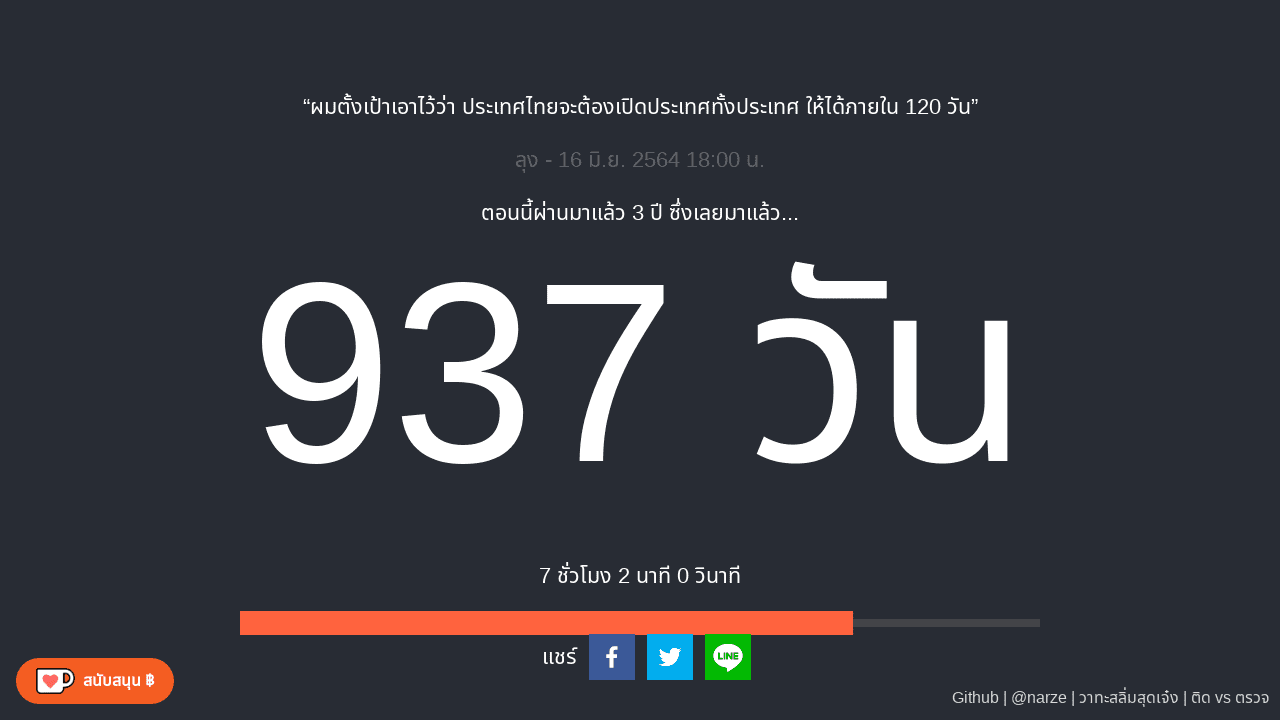 “ผมตั้งเป้าเอาไว้ว่า ประเทศไทยจะต้องเปิดประเทศทั้งประเทศ ให้ได้ภายใน 120 วัน”
ลุง - 16 มิ.ย. 2564 18:00 น.
ตอนนี้ผ่านมาแล้ว 3 ปี ซึ่งเลยมาแล้ว...
937 วัน
7 ชั่วโมง 2 นาที 0 วินาที
แชร์
LINE
สนับสนุน ฿
Github | @narze | วาทะสลิ่มสุดเจ๋ง | ติด vs ตรวจ